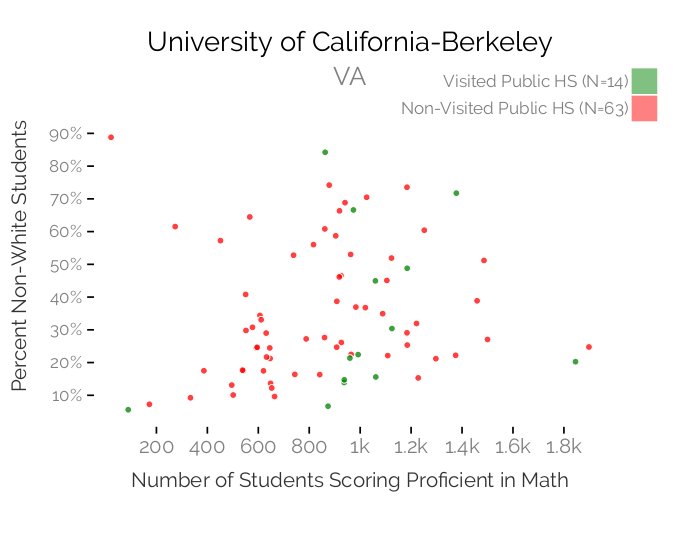 University of California-Berkeley
VA
Visited Public HS (N=14)
Non-Visited Public HS (N=63)
Percent Non-White Students
90%
80%
70%
60%
50%
40%
30%
20%
10%
200 400 600 800 1k 1.2k 1.4k 1.6k 1.8k
Number of Students Scoring Proficient in Math